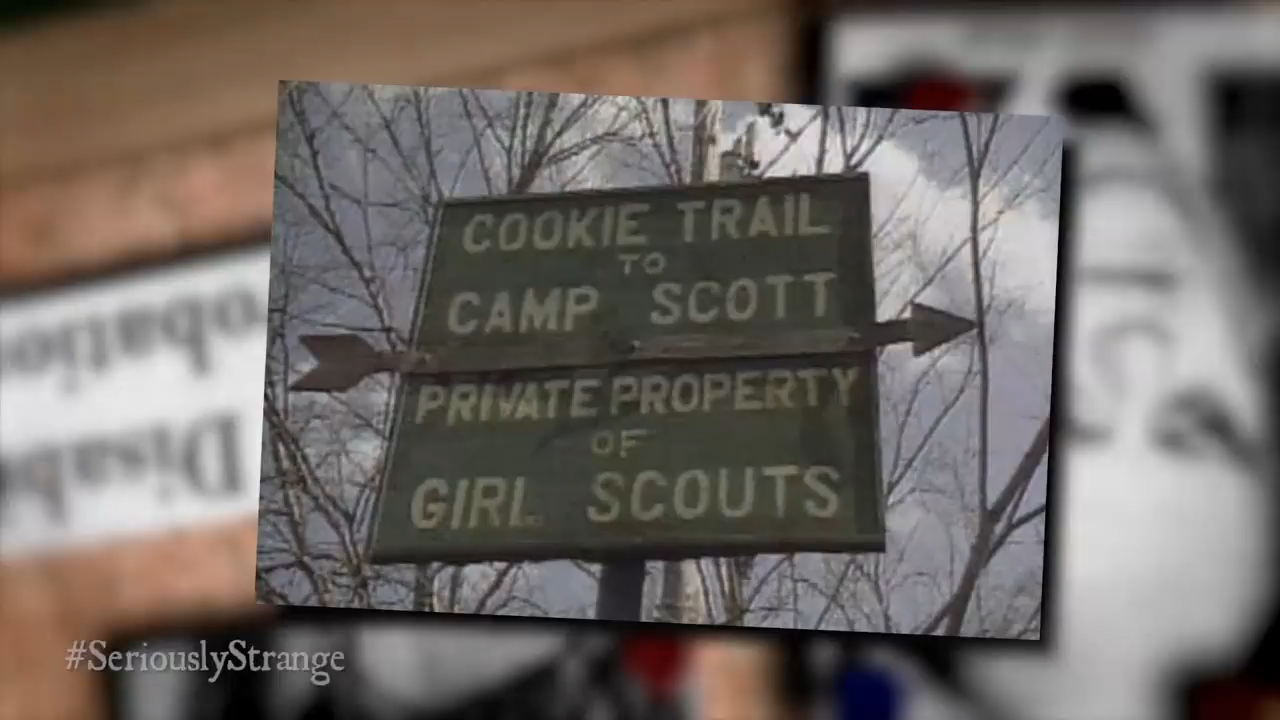 COOKIE TRAIL
TO
CAMP SCOTT
PRIVATE PROPERTY
OF
GIRL SCOUTS
#SeriouslyStrange